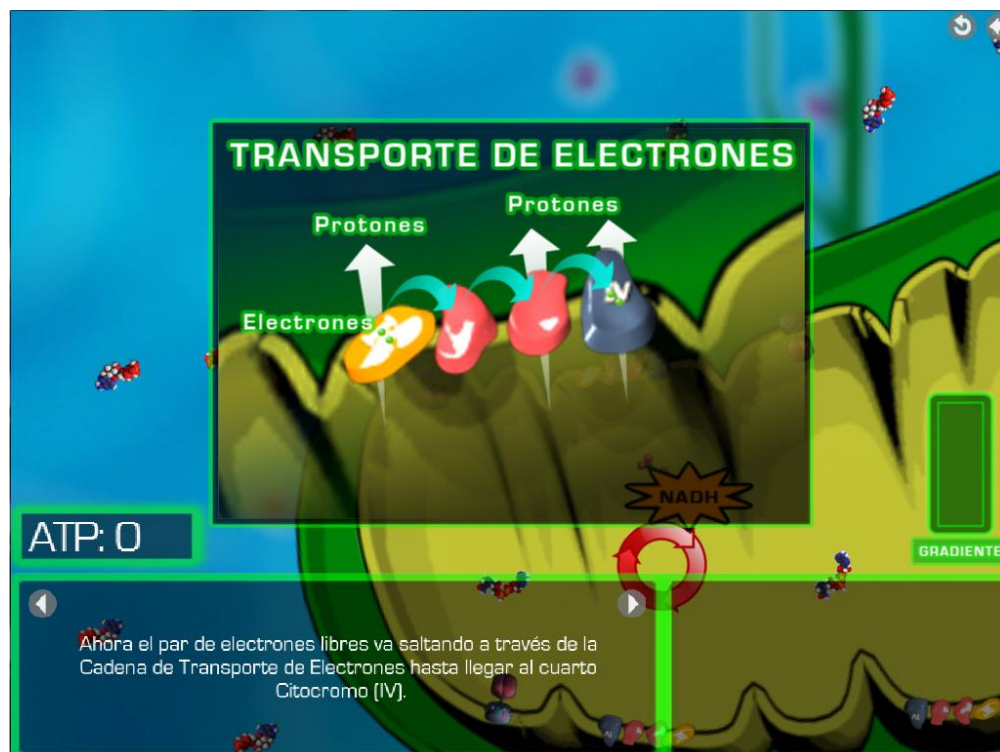 TRANSPORTE DE ELECTRONES
Protones
Protones
Electrones
IV
NADH
ATP: 0
GRADIENTE
Ahora el par de electrones libres va saltando a través de la
Cadena de Transporte de Electrones hasta llegar al cuarto
Citocromo (IV).